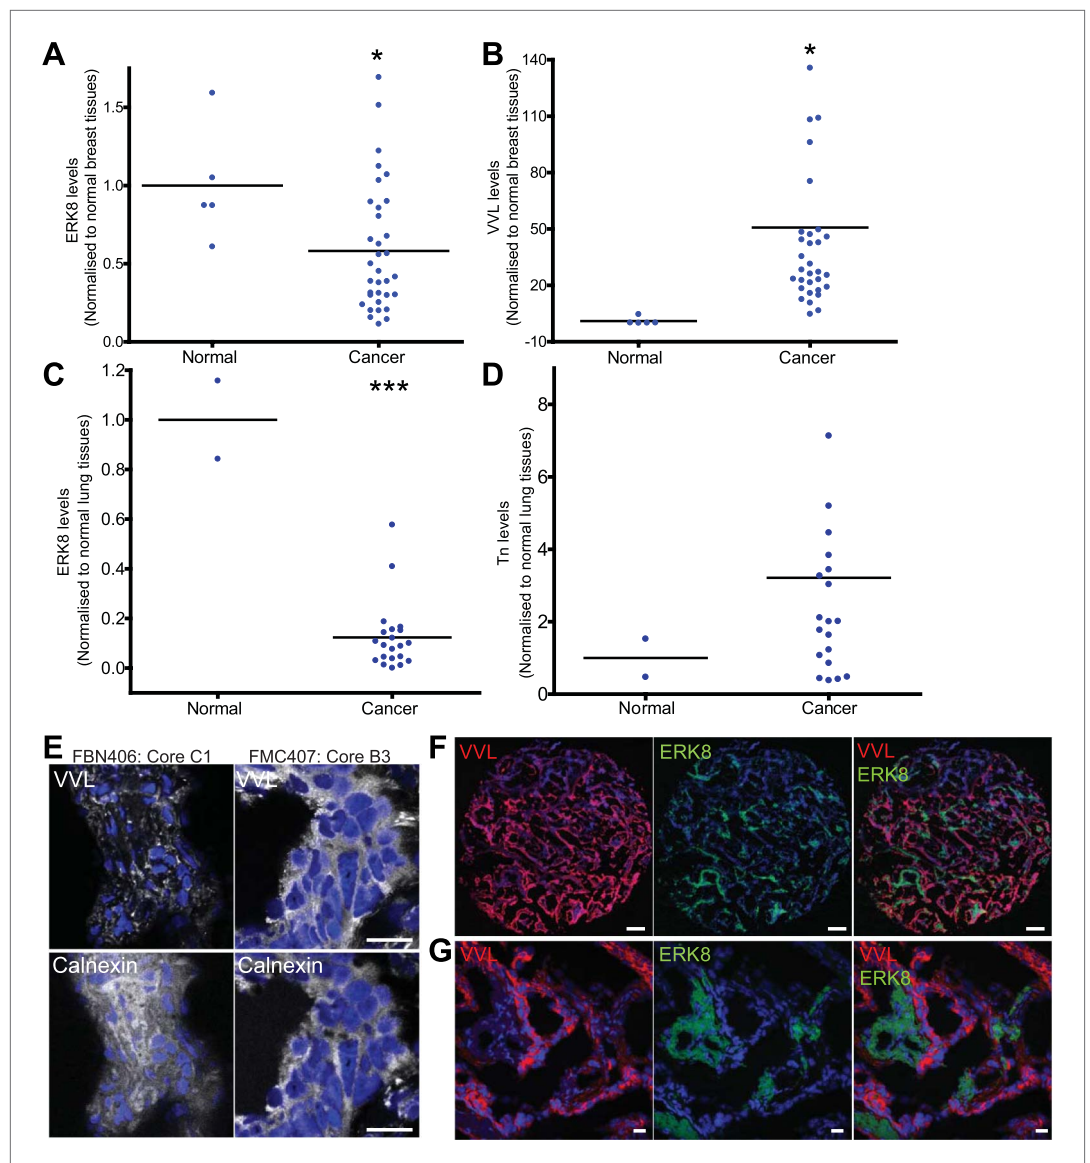 A
*
ERK8 levels
(Normalised to normal breast tissues)
1.5
1.0
0.5
0.0
Normal
Cancer
B
*
VVL levels
(Normalised to normal breast tissues)
140
110
80
50
20
-10
Normal
Cancer
C
***
ERK8 levels
(Normalised to normal lung tissues)
1.2
1.0
0.8
0.6
0.4
0.2
0.0
Normal
Cancer
D
Tn levels
(Normalised to normal lung tissues)
8
6
4
2
0
Normal
Cancer
E
FBN406: Core C1
FMC407: Core B3
VVL
VVL
Calnexin
Calnexin
F
VVL
ERK8
VVL
ERK8
G
VVL
ERK8
VVL
ERK8